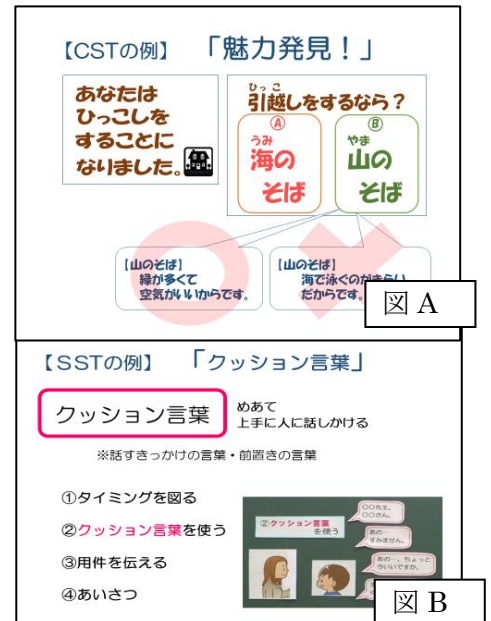 【CSTの例】 「魅力発見！」
あなたは
ひっこしを
することに
なりました。
ひっこ
引越しをするなら？
Ⓐ
うみ
海の
そば
Ⓑ
やま
山の
そば
【山のそば】
緑が多くて
空気がいいからです。
【山のそば】
海で泳ぐのがきらい
だからです。
図 A
【SSTの例】 「クッション言葉」
クッション言葉
めあて
上手に人に話しかける
※話すきっかけの言葉・前置きの言葉
①タイミングを図る
②クッション言葉を使う
③用件を伝える
④あいさつ
②クッション言葉
を使う
〇〇先生。
〇〇さん。
あの…
すみません。
あの…、ちょっと
今いいですか。
図 B